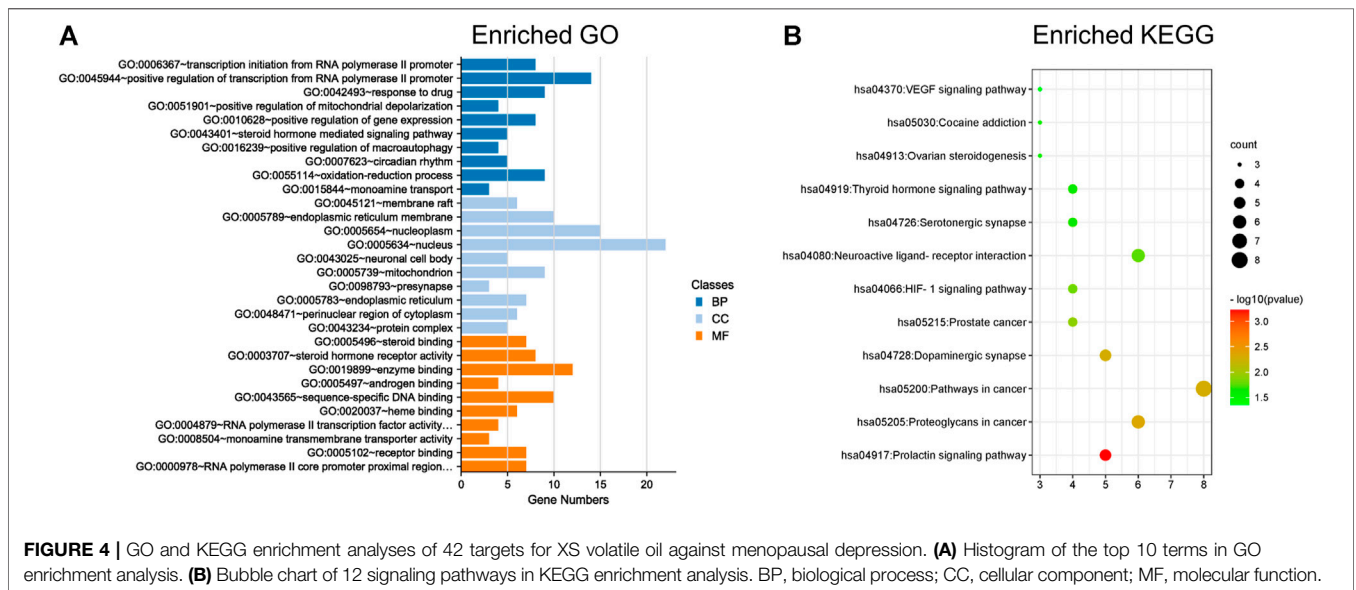 A
Enriched GO
GO:0006367~transcription initiation from RNA polymerase II promoter
GO:0045944~positive regulation of transcription from RNA polymerase II promoter
GO:0042493~response to drug
GO:0051901~positive regulation of mitochondrial depolarization
GO:0010628~positive regulation of gene expression
GO:0043401~steroid hormone mediated signaling pathway
GO:0016239~positive regulation of macroautophagy
GO:0007623~circadian rhythm
GO:0055114~oxidation-reduction process
GO:0015844~monoamine transport
GO:0045121~membrane raft
GO:0005789~endoplasmic reticulum membrane
GO:0005654~nucleoplasm
GO:0005634~nucleus
GO:0043025~neuronal cell body
GO:0005739~mitochondrion
GO:0098793~presynapse
GO:0005783~endoplasmic reticulum
GO:0048471~perinuclear region of cytoplasm
GO:0043234~protein complex
GO:0005496~steroid binding
GO:0003707~steroid hormone receptor activity
GO:0019899~enzyme binding
GO:0005497~androgen binding
GO:0043565~sequence-specific DNA binding
GO:0020037~heme binding
GO:0004879~RNA polymerase II transcription factor activity…
GO:0008504~monoamine transmembrane transporter activity
GO:0005102~receptor binding
GO:0000978~RNA polymerase II core promoter proximal region…
0 5 10 15 20
Gene Numbers
Classes
BP
CC
MF
B
Enriched KEGG
hsa04370:VEGF signaling pathway
hsa05030:Cocaine addiction
hsa04913:Ovarian steroidogenesis
hsa04919:Thyroid hormone signaling pathway
hsa04726:Serotonergic synapse
hsa04080:Neuroactive ligand- receptor interaction
hsa04066:HIF- 1 signaling pathway
hsa05215:Prostate cancer
hsa04728:Dopaminergic synapse
hsa05200:Pathways in cancer
hsa05205:Proteoglycans in cancer
hsa04917:Prolactin signaling pathway
3 4 5 6 7 8
count
3
4
5
6
7
8
- log10(pvalue)
3.0
2.5
2.0
1.5
FIGURE 4 | GO and KEGG enrichment analyses of 42 targets for XS volatile oil against menopausal depression. (A) Histogram of the top 10 terms in GO
enrichment analysis. (B) Bubble chart of 12 signaling pathways in KEGG enrichment analysis. BP, biological process; CC, cellular component; MF, molecular function.